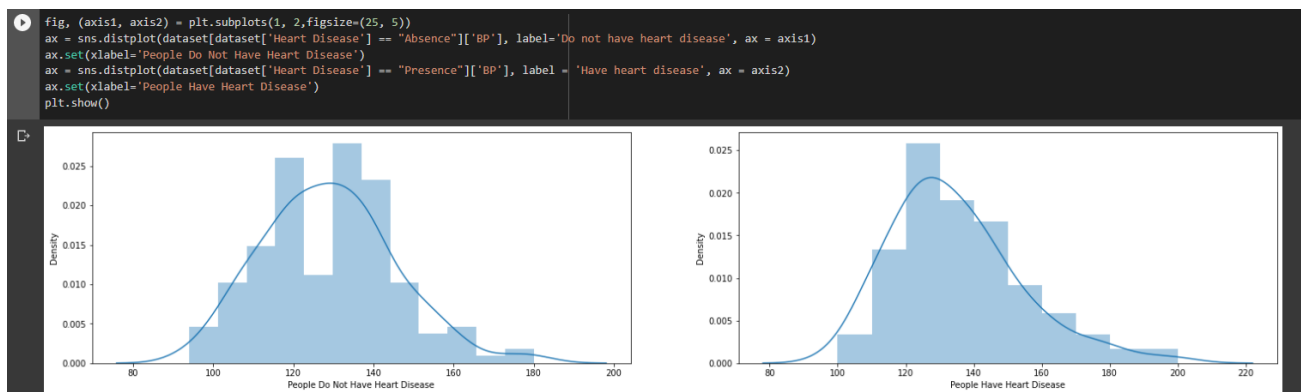 fig, (axis1, axis2) = plt.subplots(1, 2,figsize=(25, 5))
ax = sns.distplot(dataset[dataset['Heart Disease'] == "Absence"]['BP'], label='Do not have heart disease', ax = axis1)
ax.set(xlabel='People Do Not Have Heart Disease')
ax = sns.distplot(dataset[dataset['Heart Disease'] == "Presence"]['BP'], label = 'Have heart disease', ax = axis2)
ax.set(xlabel='People Have Heart Disease')
plt.show()
0.025
0.020
0.015
0.010
0.005
0.000
Density
80 100 120 140 160 180 200
People Do Not Have Heart Disease
0.025
0.020
0.015
0.010
0.005
0.000
Density
80 100 120 140 160 180 200 220
People Have Heart Disease